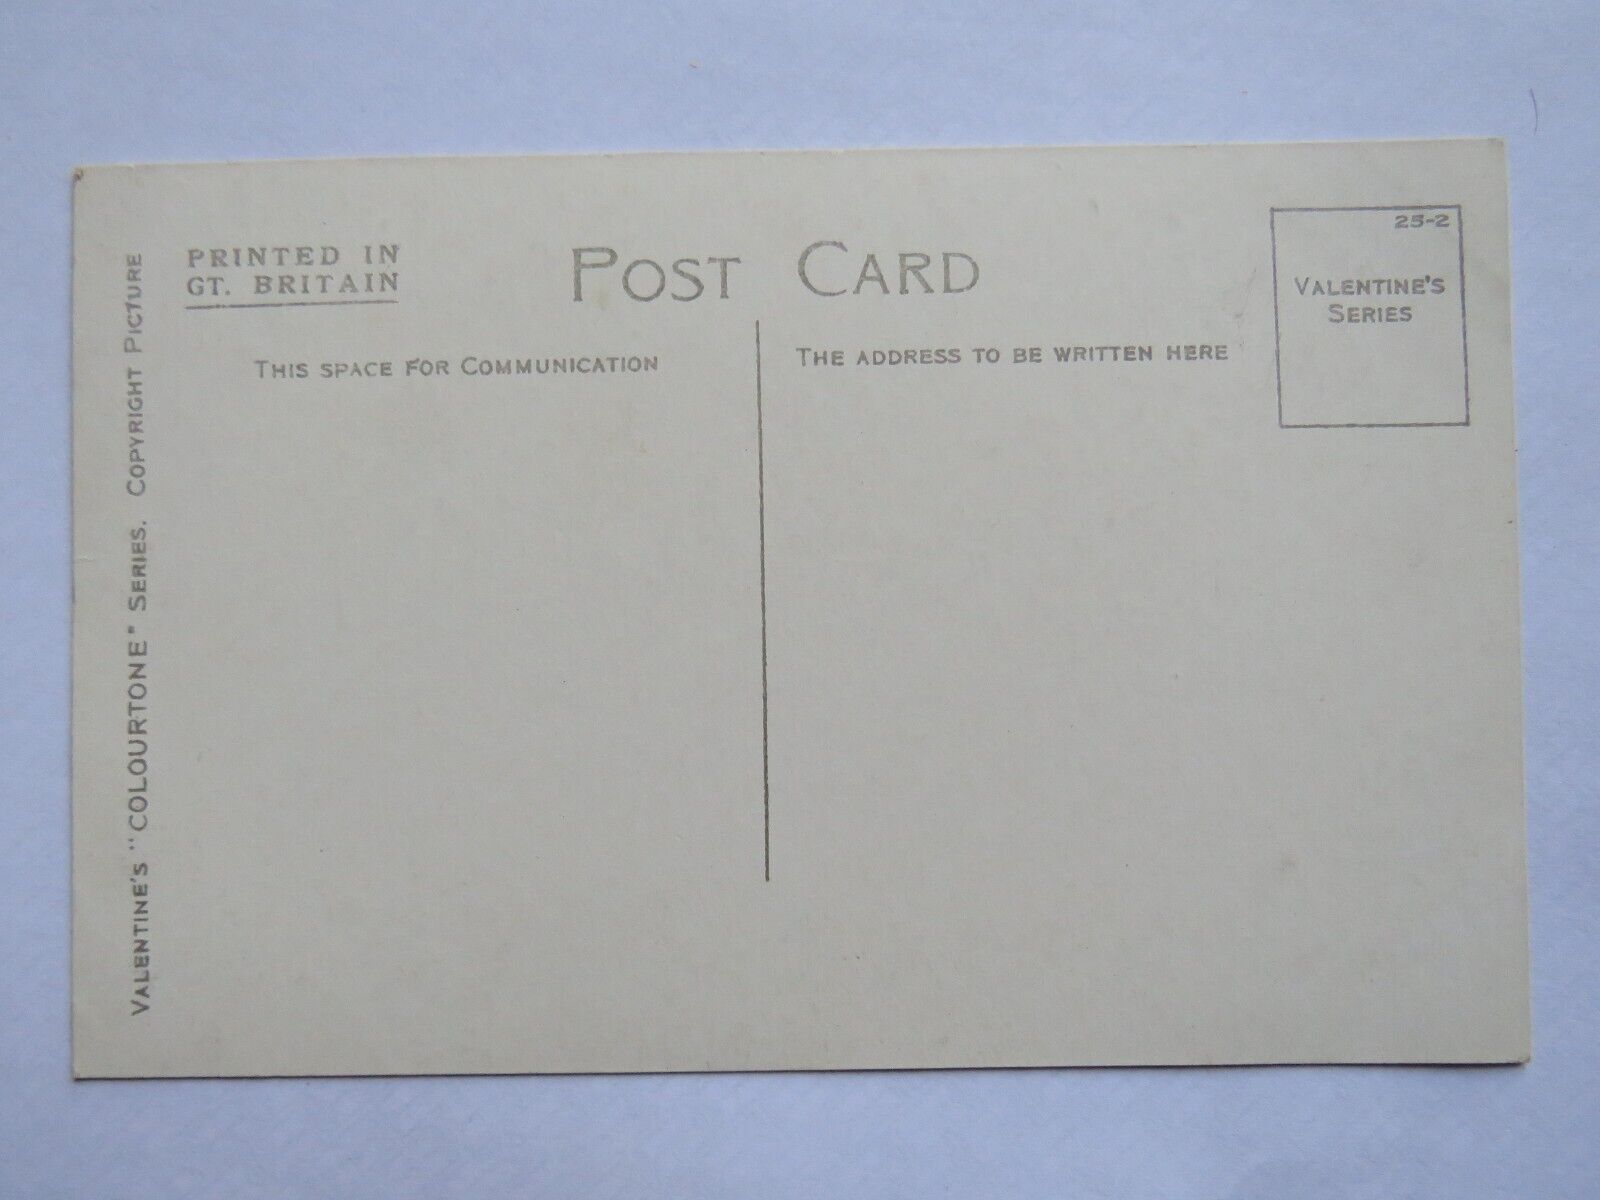 PRINTED IN
GT. BRITAIN
POST CARD
THIS SPACE FOR COMMUNICATION
THE ADDRESS TO BE WRITTEN HERE
25-2
VALENTINE'S
SERIES
VALENTINE'S "COLOURTONE" SERIES. COPYRIGHT PICTURE